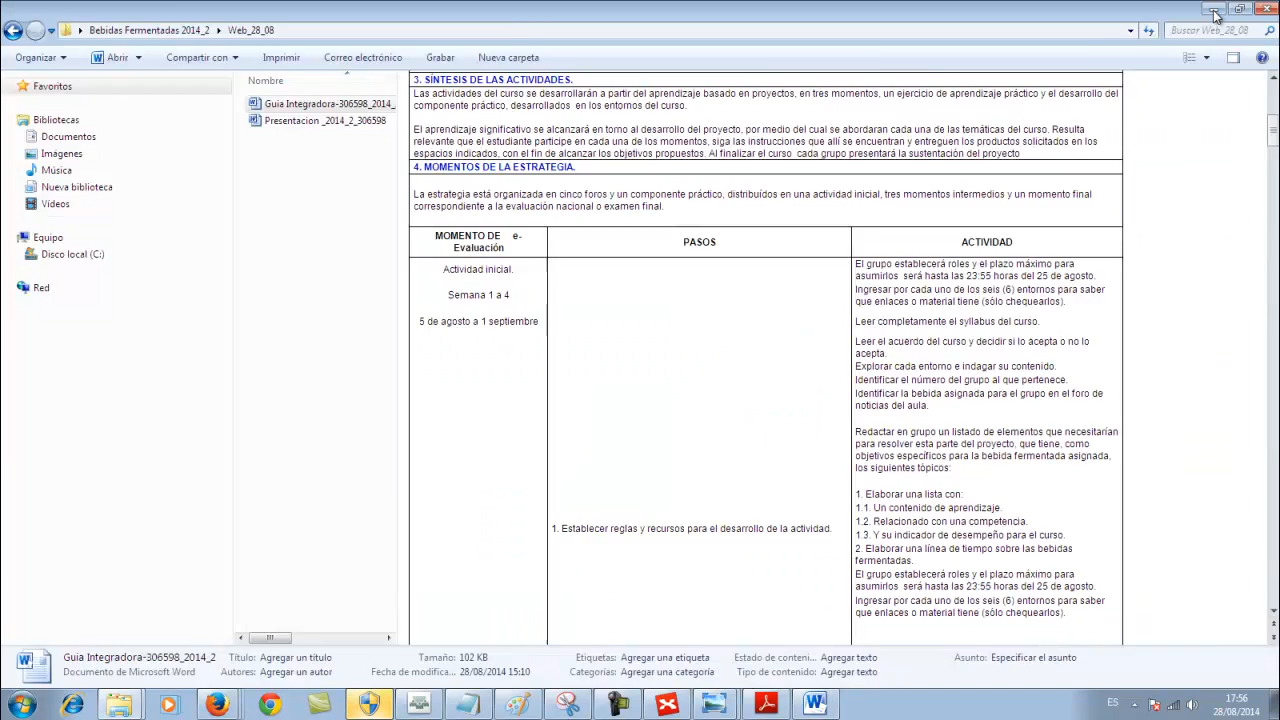 Bebidas Fermentadas 2014_2
Web_28_08
Buscar Web_28_08
Organizar
Abrir
Compartir con
Imprimir
Correo electrónico
Grabar
Nueva carpeta
Favoritos
Bibliotecas
Documentos
Imágenes
Música
Nueva biblioteca
Vídeos
Equipo
Disco local (C:)
Red
Nombre
Guia Integradora-306598_2014_
Presentacion _2014_2_306598
3. SÍNTESIS DE LAS ACTIVIDADES.
Las actividades del curso se desarrollarán a partir del aprendizaje basado en proyectos, en tres momentos, un ejercicio de aprendizaje práctico y el desarrollo del
componente práctico, desarrollados en los entornos del curso.
El aprendizaje significativo se alcanzará en torno al desarrollo del proyecto, por medio del cual se abordaran cada una de las temáticas del curso. Resulta
relevante que el estudiante participe en cada una de los momentos, siga las instrucciones que allí se encuentran y entreguen los productos solicitados en los
espacios indicados, con el fin de alcanzar los objetivos propuestos. Al finalizar el curso cada grupo presentará la sustentación del proyecto
4. MOMENTOS DE LA ESTRATEGIA.
La estrategia está organizada en cinco foros y un componente práctico, distribuídos en una actividad inicial, tres momentos intermedios y un momento final
correspondiente a la evaluación nacional o examen final.
MOMENTO DE e-
Evaluación
PASOS
ACTIVIDAD
Actividad inicial.
Semana 1 a 4
5 de agosto a 1 septiembre
1. Establecer reglas y recursos para el desarrollo de la actividad.
El grupo establecerá roles y el plazo máximo para
asumirlos será hasta las 23:55 horas del 25 de agosto.
Ingresar por cada uno de los seis (6) entornos para saber
que enlaces o material tiene (sólo chequearlos).
Leer completamente el syllabus del curso.
Leer el acuerdo del curso y decidir si lo acepta o no lo
acepta.
Explorar cada entorno e indagar su contenido.
Identificar el número del grupo al que pertenece.
Identificar la bebida asignada para el grupo en el foro de
noticias del aula.
Redactar en grupo un listado de elementos que necesitarían
para resolver esta parte del proyecto, que tiene, como
objetivos específicos para la bebida fermentada asignada,
los siguientes tópicos:
1. Elaborar una lista con:
1.1. Un contenido de aprendizaje.
1.2. Relacionado con una competencia.
1.3. Y su indicador de desempeño para el curso.
2. Elaborar una línea de tiempo sobre las bebidas
fermentadas.
El grupo establecerá roles y el plazo máximo para
asumirlos será hasta las 23:55 horas del 25 de agosto.
Ingresar por cada uno de los seis (6) entornos para saber
que enlaces o material tiene (sólo chequearlos).
Guia Integradora-306598_2014_2
Documento de Microsoft Word
Título: Agregar un título
Autores: Agregar un autor
Tamaño: 102 KB
Fecha de modifica... 28/08/2014 15:10
Etiquetas: Agregar una etiqueta
Categorías: Agregar una categoría
Estado de conteni... Agregar texto
Tipo de contenido: Agregar texto
Asunto: Especificar el asunto
ES
17:56
28/08/2014